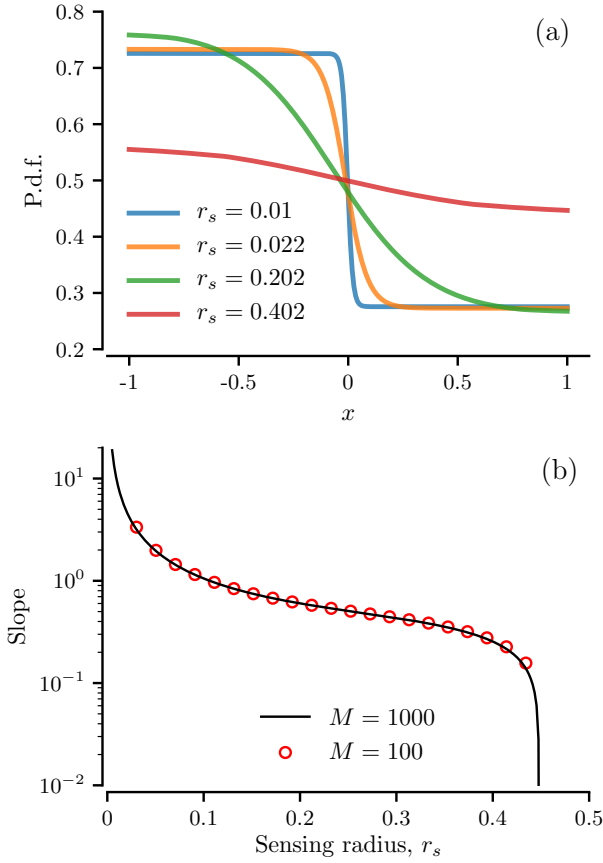 (a)
P.d.f.
0.8
0.7
0.6
0.5
0.4
0.3
0.2
r_s = 0.01
r_s = 0.022
r_s = 0.202
r_s = 0.402
-1 -0.5 0 0.5 1
x
(b)
Slope
10^1
10^0
10^{-1}
10^{-2}
M = 1000
M = 100
0 0.1 0.2 0.3 0.4 0.5
Sensing radius, r_s